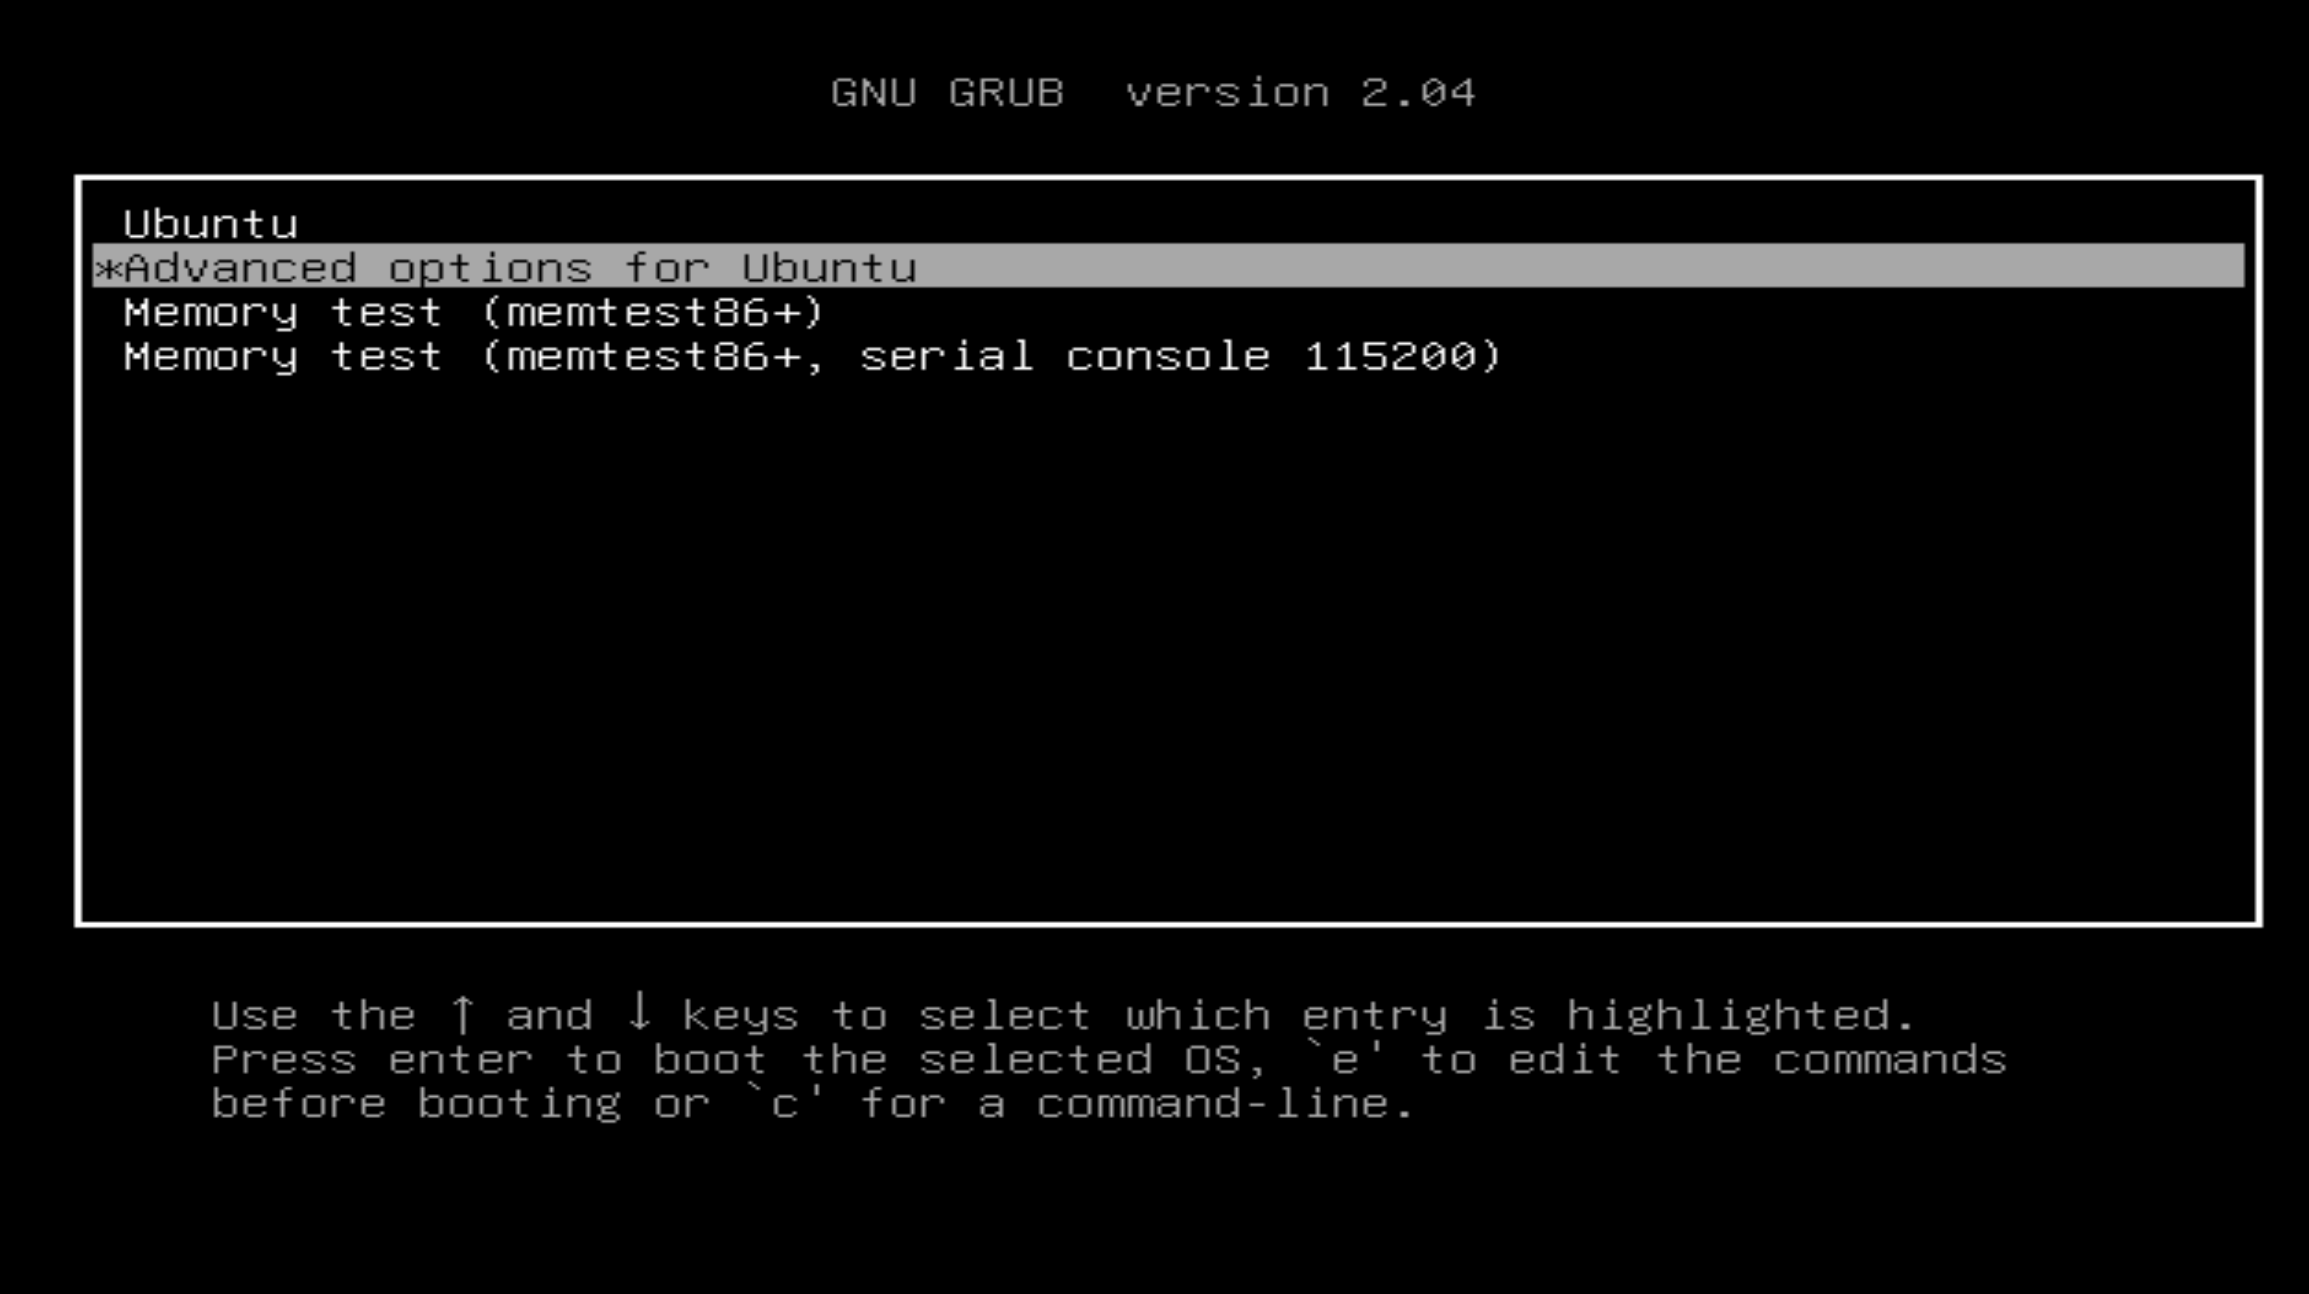 GNU GRUB  version 2.04
Ubuntu
*Advanced options for Ubuntu
Memory test (memtest86+)
Memory test (memtest86+, serial console 115200)
Use the ↑ and ↓ keys to select which entry is highlighted.
Press enter to boot the selected OS, `e' to edit the commands
before booting or `c' for a command-line.